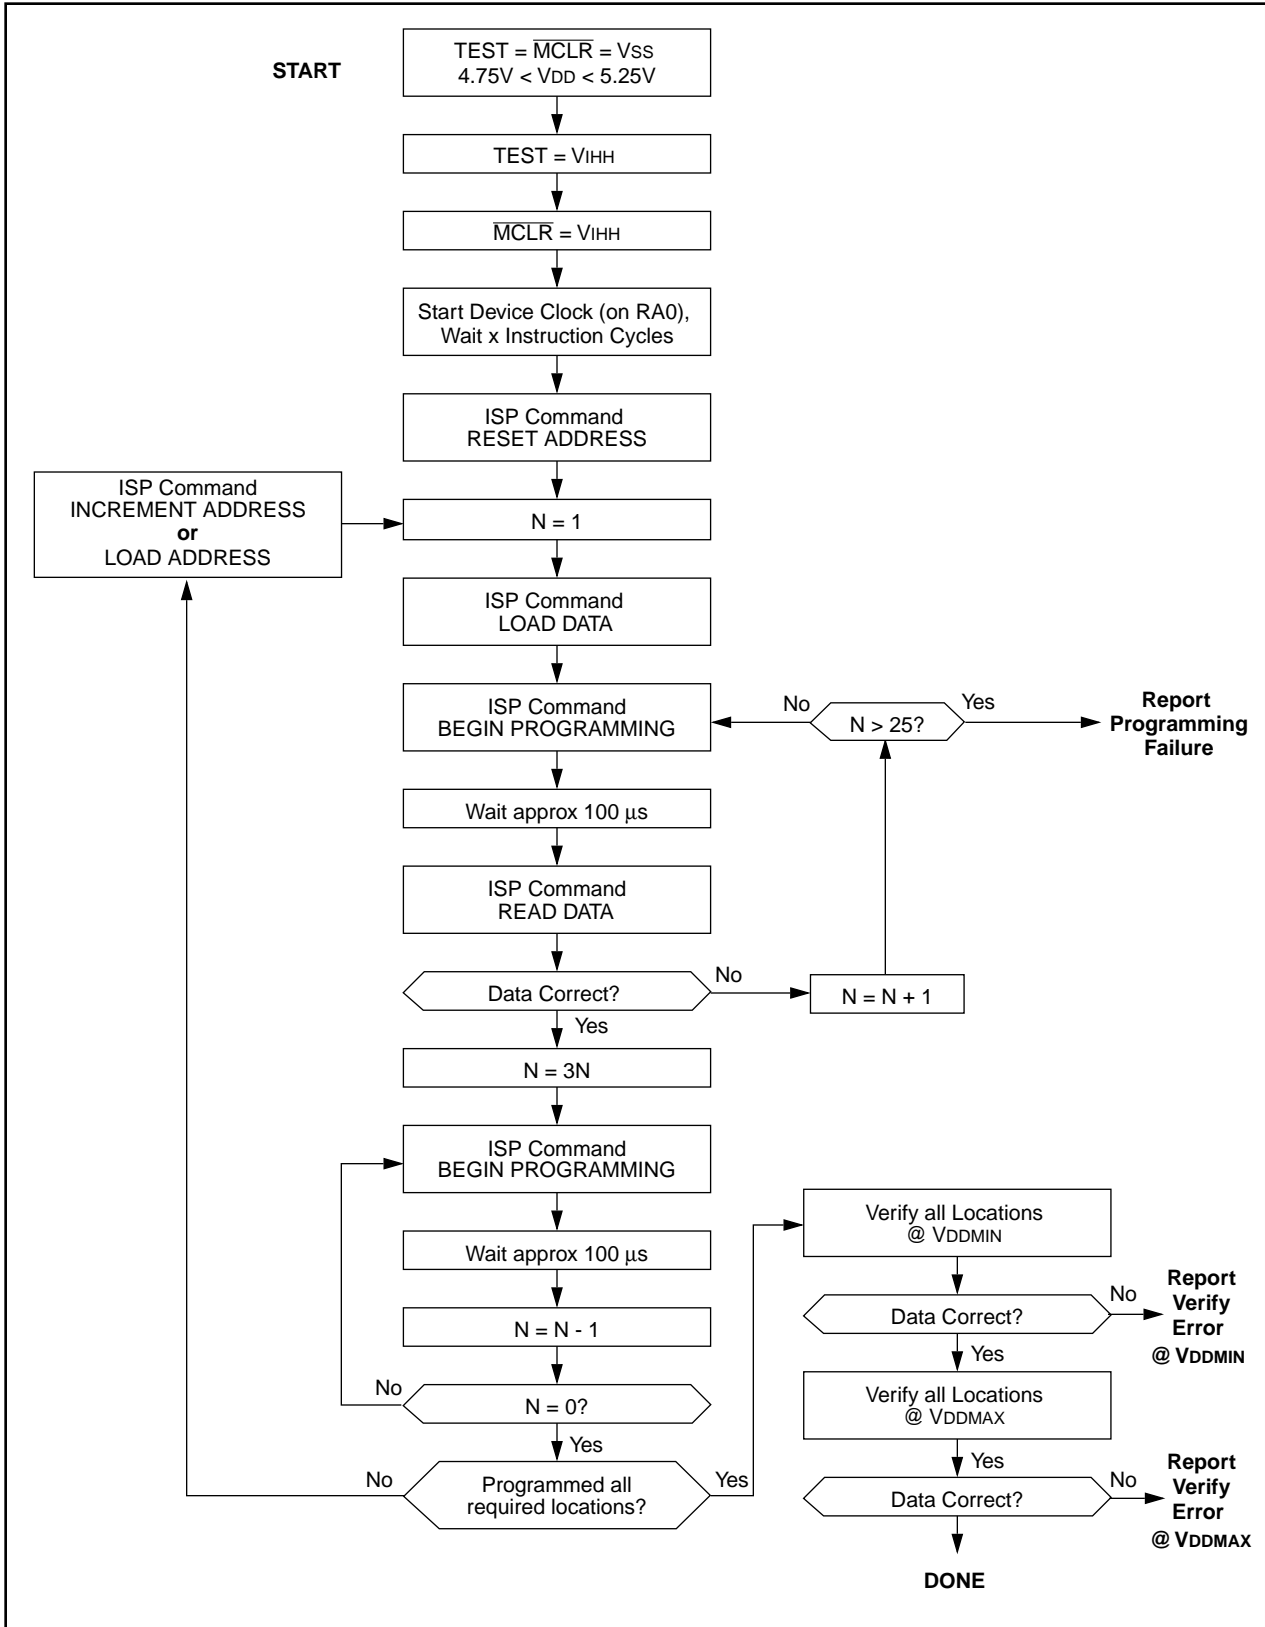 START
TEST = MCLR = VSS
4.75V < VDD < 5.25V
TEST = VIHH
MCLR = VIHH
Start Device Clock (on RA0),
Wait x Instruction Cycles
ISP Command
RESET ADDRESS
ISP Command
INCREMENT ADDRESS
or
LOAD ADDRESS
N = 1
ISP Command
LOAD DATA
ISP Command
BEGIN PROGRAMMING
No
N > 25?
Yes
Report
Programming
Failure
Wait approx 100 μs
ISP Command
READ DATA
Data Correct?
No
N = N + 1
Yes
N = 3N
ISP Command
BEGIN PROGRAMMING
Wait approx 100 μs
N = N - 1
No
N = 0?
Yes
No
Programmed all
required locations?
Yes
Verify all Locations
@ VDDMIN
Data Correct?
No
Report
Verify
Error
@ VDDMIN
Yes
Verify all Locations
@ VDDMAX
Yes
Data Correct?
No
Report
Verify
Error
@ VDDMAX
DONE